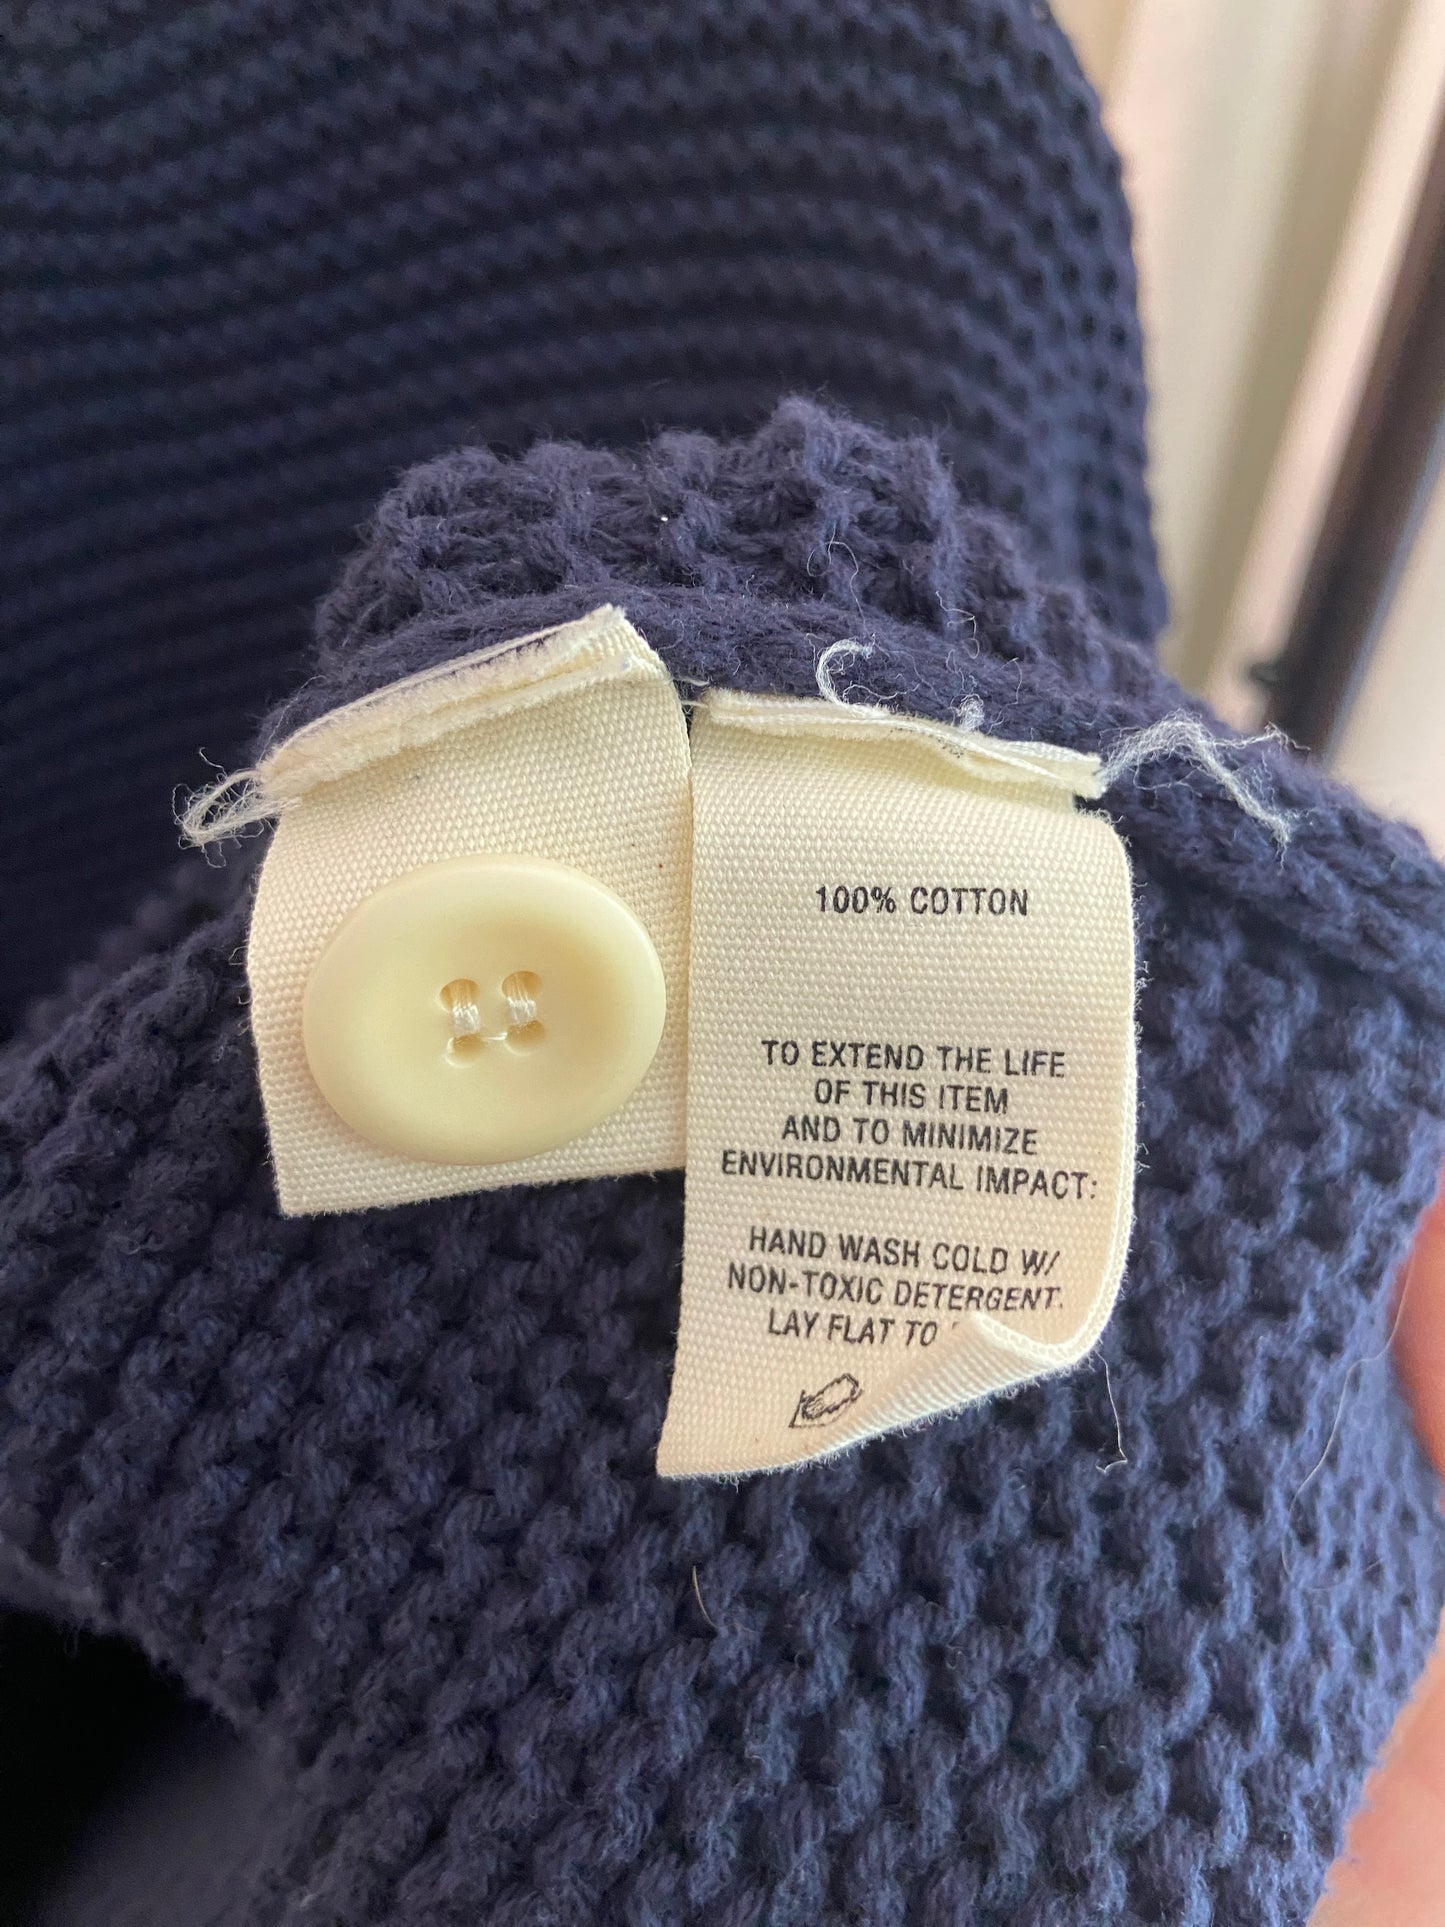 100% COTTON
TO EXTEND THE LIFE
OF THIS ITEM
AND TO MINIMIZE
ENVIRONMENTAL IMPACT:
HAND WASH COLD W/
NON-TOXIC DETERGENT.
LAY FLAT TO